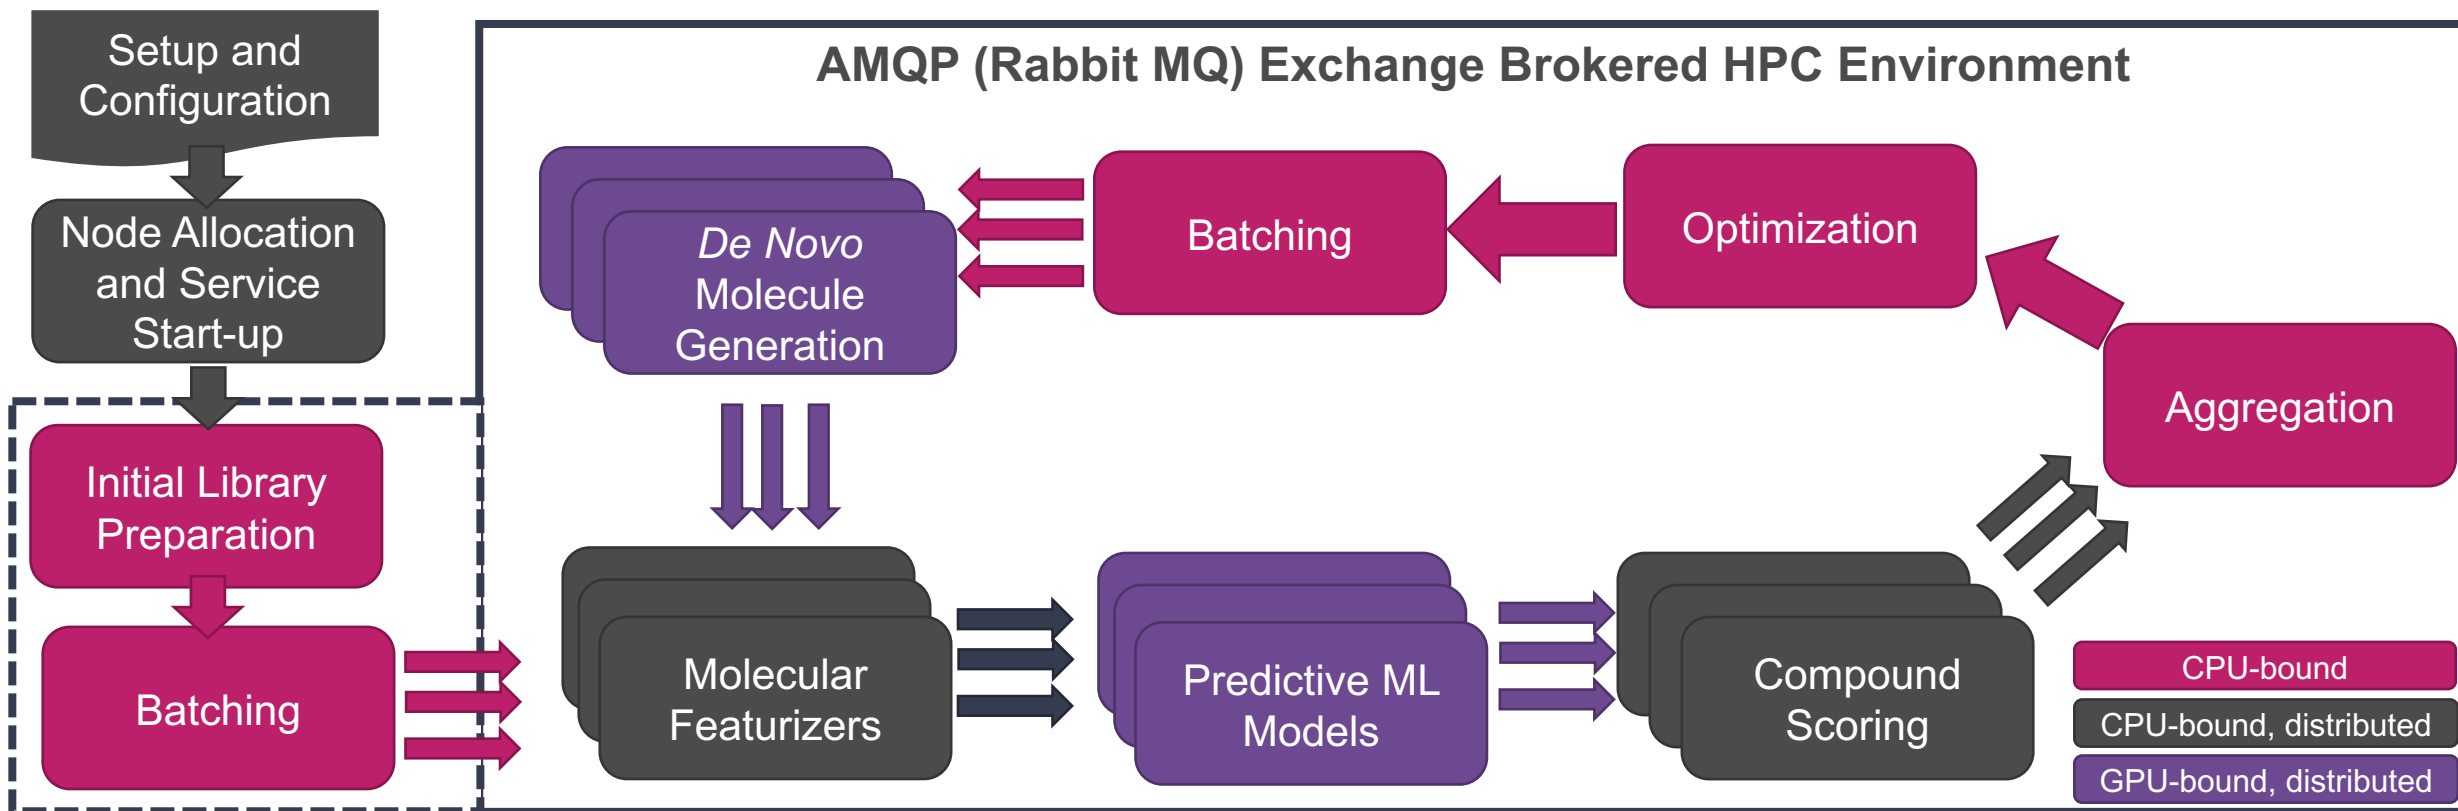 Setup and
Configuration
Node Allocation
and Service
Start-up
Initial Library
Preparation
Batching
AMQP (Rabbit MQ) Exchange Brokered HPC Environment
De Novo
Molecule
Generation
Batching
Optimization
Aggregation
Molecular
Featurizers
Predictive ML
Models
Compound
Scoring
CPU-bound
CPU-bound, distributed
GPU-bound, distributed